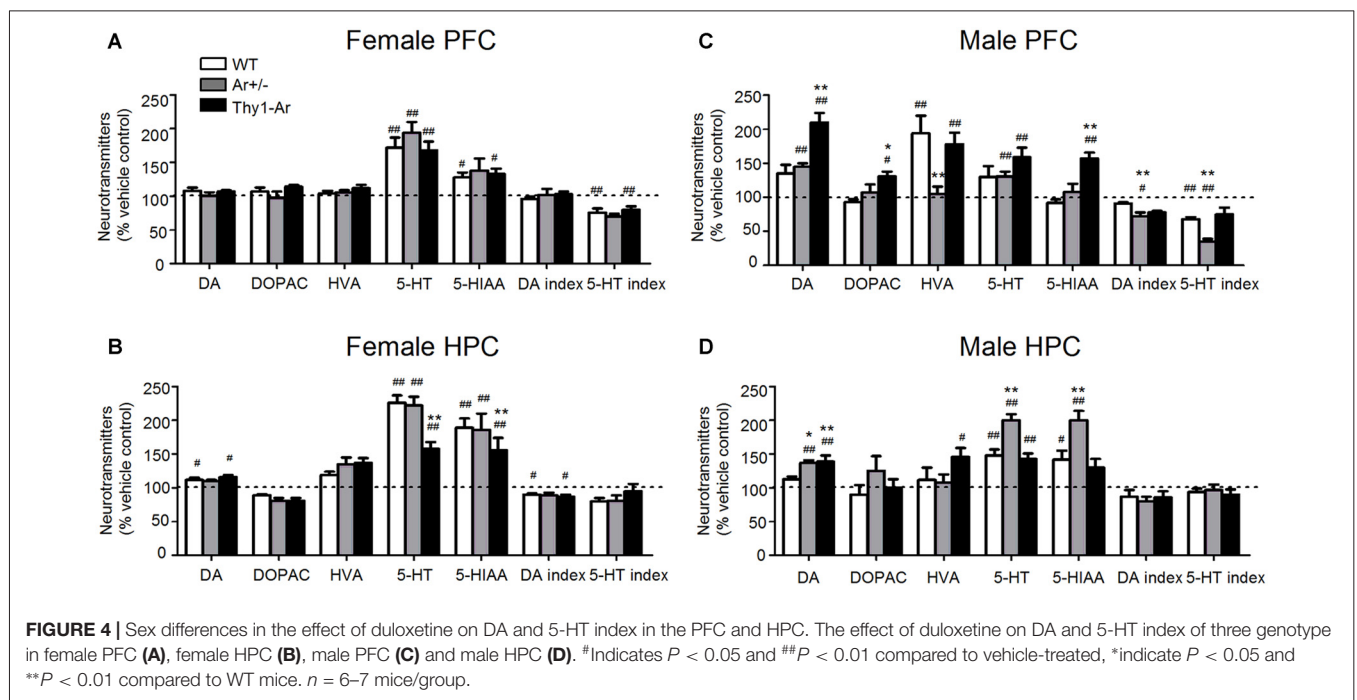 A
Female PFC
WT
Ar+/-
Thy1-Ar
Neurotransmitters
(% vehicle control)
250
200
150
100
50
0
## ## ##
# #
## ##
DA DOPAC HVA 5-HT 5-HIAA DA index 5-HT index
C
Male PFC
Neurotransmitters
(% vehicle control)
250
200
150
100
50
0
## ** ##
* #
## ** ##
## ##
** ##
** #
## ** ##
DA DOPAC HVA 5-HT 5-HIAA DA index 5-HT index
B
Female HPC
Neurotransmitters
(% vehicle control)
250
200
150
100
50
0
# #
## ## ** ##
## ## ** ##
# #
DA DOPAC HVA 5-HT 5-HIAA DA index 5-HT index
D
Male HPC
Neurotransmitters
(% vehicle control)
250
200
150
100
50
0
* ## ** ##
#
## ** ## ##
# ** ##
DA DOPAC HVA 5-HT 5-HIAA DA index 5-HT index
FIGURE 4 | Sex differences in the effect of duloxetine on DA and 5-HT index in the PFC and HPC. The effect of duloxetine on DA and 5-HT index of three genotype
in female PFC (A), female HPC (B), male PFC (C) and male HPC (D). #Indicates P < 0.05 and ##P < 0.01 compared to vehicle-treated, *indicate P < 0.05 and
**P < 0.01 compared to WT mice. n = 6–7 mice/group.